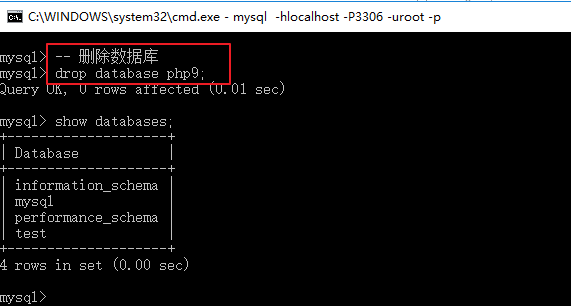 C:\WINDOWS\system32\cmd.exe - mysql  -hlocalhost -P3306 -uroot -p
mysql> -- 删除数据库
mysql> drop database php9;
Query OK, 0 rows affected (0.01 sec)
mysql> show databases;
+--------------------+
| Database           |
+--------------------+
| information_schema |
| mysql              |
| performance_schema |
| test               |
+--------------------+
4 rows in set (0.00 sec)
mysql>